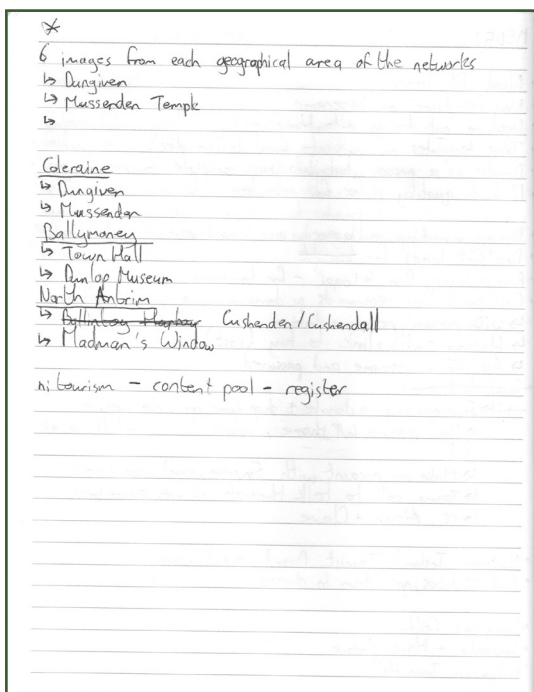 6 images from each geographical area of the networks
↳ Dungiven
↳ Mussenden Temple
↳
Coleraine
↳ Dungiven
↳ Mussenden
Ballymoney
↳ Town Hall
↳ Dunlop Museum
North Antrim
↳ Ballintoy Harbour Cushenden/Cushendall
↳ Madman's Window
ni tourism - content pool - register